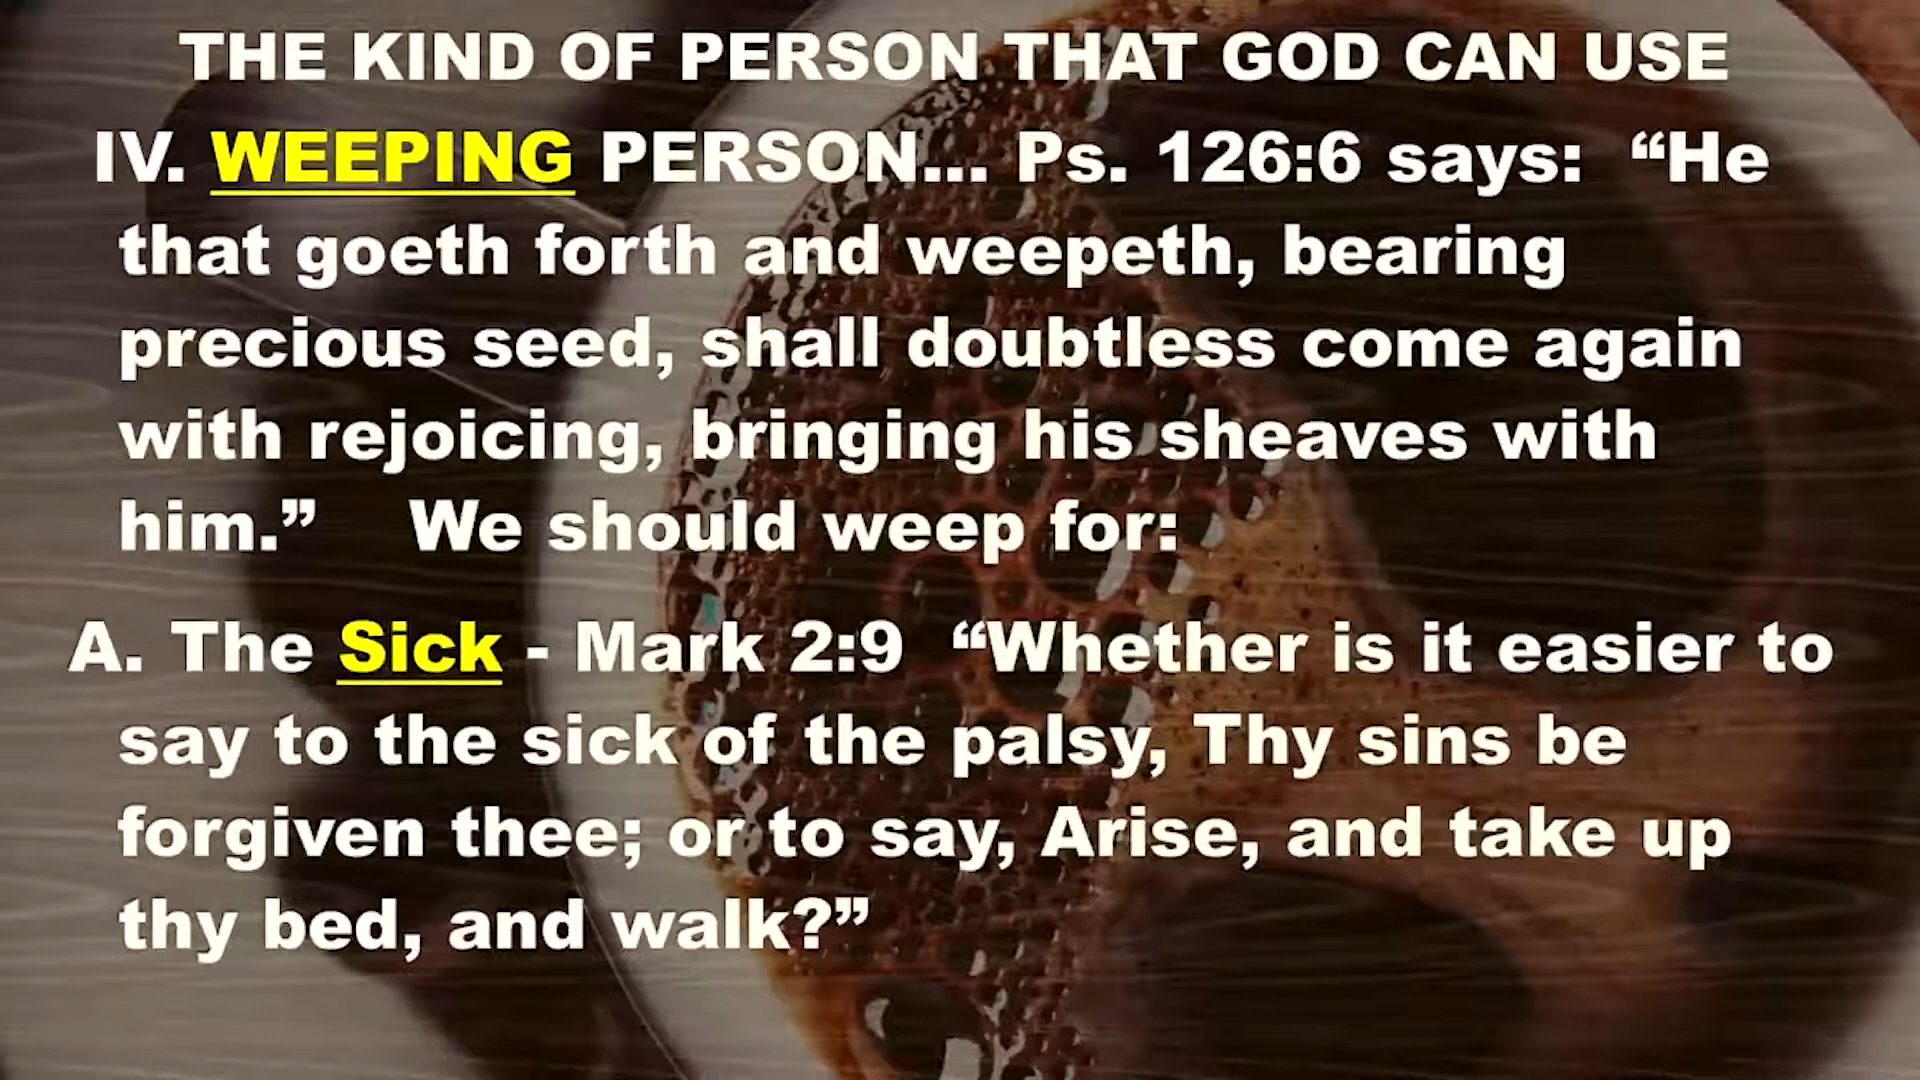 THE KIND OF PERSON THAT GOD CAN USE
IV. WEEPING PERSON... Ps. 126:6 says: “He
that goeth forth and weepeth, bearing
precious seed, shall doubtless come again
with rejoicing, bringing his sheaves with
him.” We should weep for:
A. The Sick - Mark 2:9 “Whether is it easier to
say to the sick of the palsy, Thy sins be
forgiven thee; or to say, Arise, and take up
thy bed, and walk?”